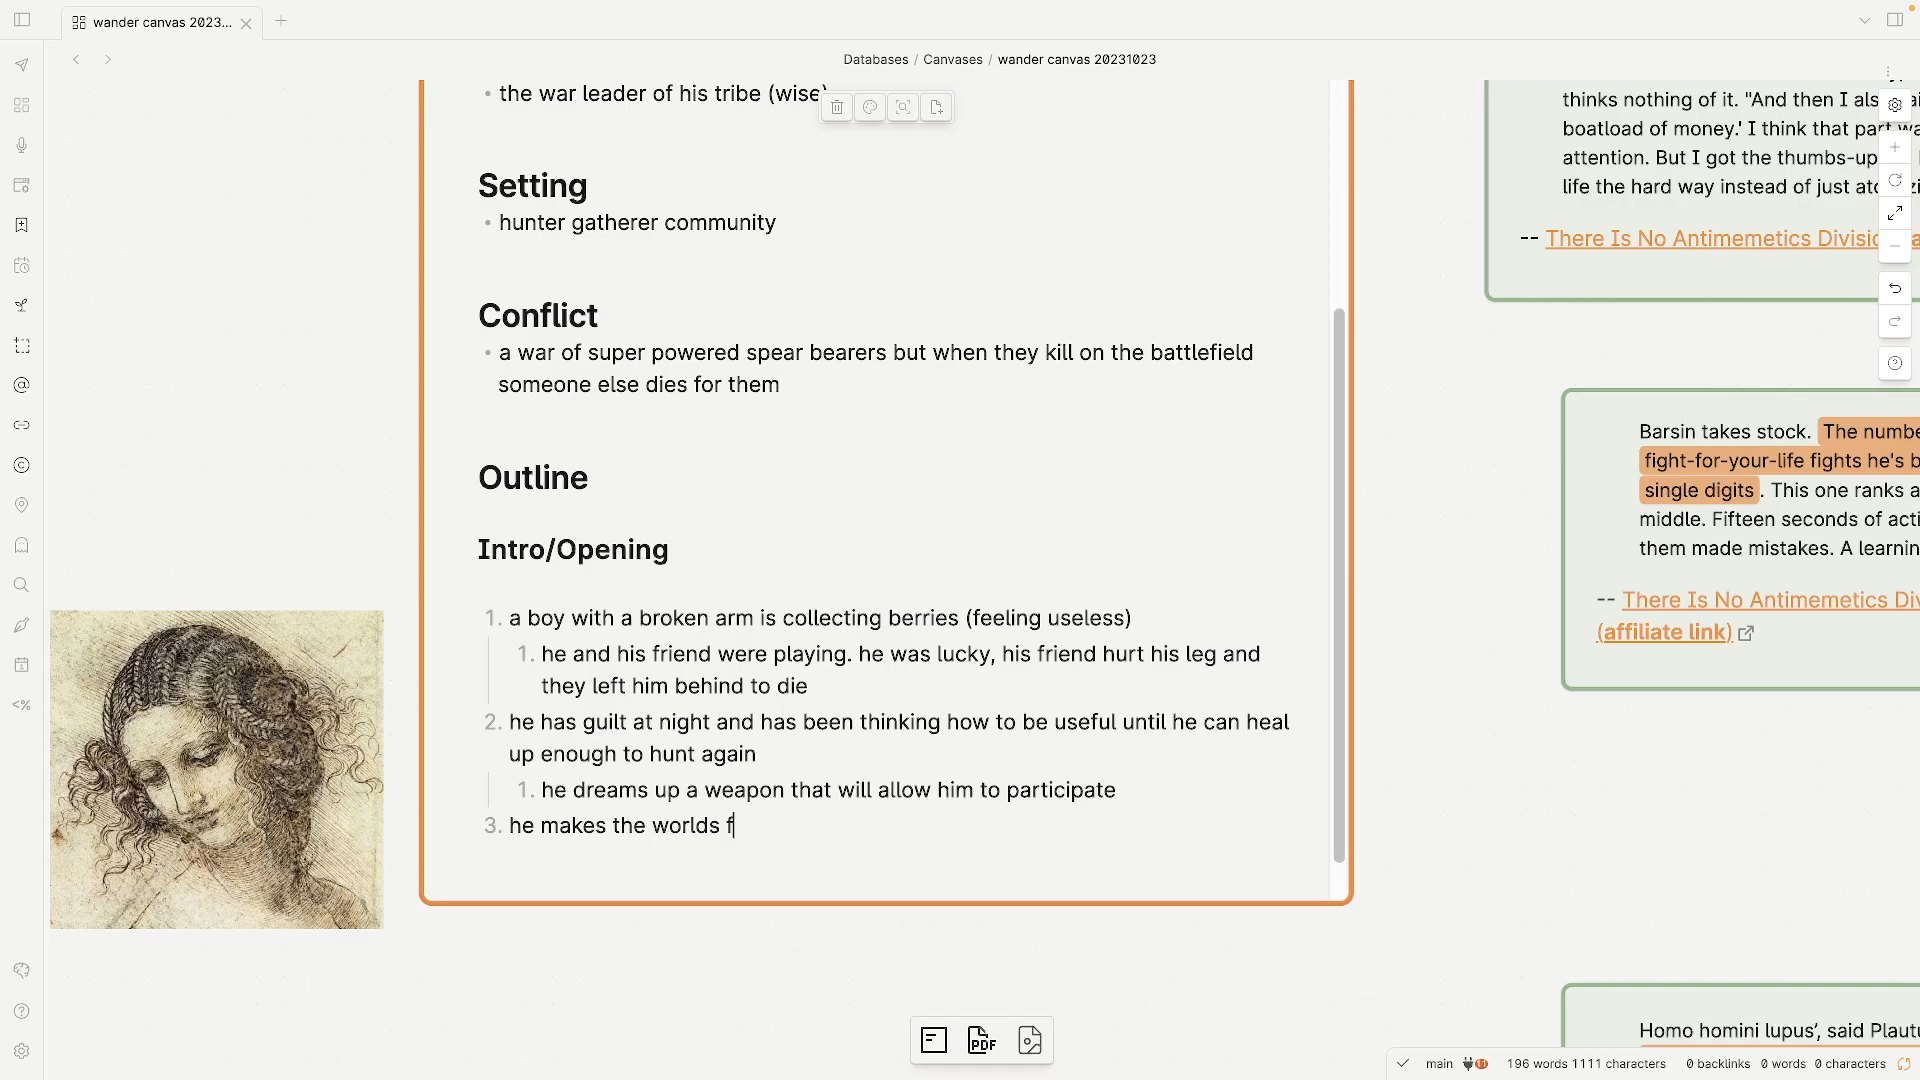 wander canvas 2023...
Databases / Canvases / wander canvas 20231023
• the war leader of his tribe (wise)
Setting
• hunter gatherer community
Conflict
• a war of super powered spear bearers but when they kill on the battlefield
someone else dies for them
Outline
Intro/Opening
1. a boy with a broken arm is collecting berries (feeling useless)
1. he and his friend were playing. he was lucky, his friend hurt his leg and
they left him behind to die
2. he has guilt at night and has been thinking how to be useful until he can heal
up enough to hunt again
1. he dreams up a weapon that will allow him to participate
3. he makes the worlds f
thinks nothing of it. "And then I als
boatload of money.' I think that part wa
attention. But I got the thumbs-up
life the hard way instead of just
-- There Is No Antimemetics Divisio
Barsin takes stock. The numbe
fight-for-your-life fights he's b
single digits. This one ranks a
middle. Fifteen seconds of acti
them made mistakes. A learnin
-- There Is No Antimemetics Div
(affiliate link)
Homo homini lupus', said Plautu
PDF
main 11 196 words 1111 characters 0 backlinks 0 words 0 characters